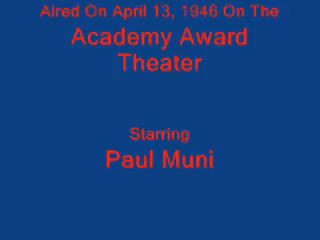 Aired On April 13, 1946 On The
Academy Award
Theater
Starring
Paul Muni